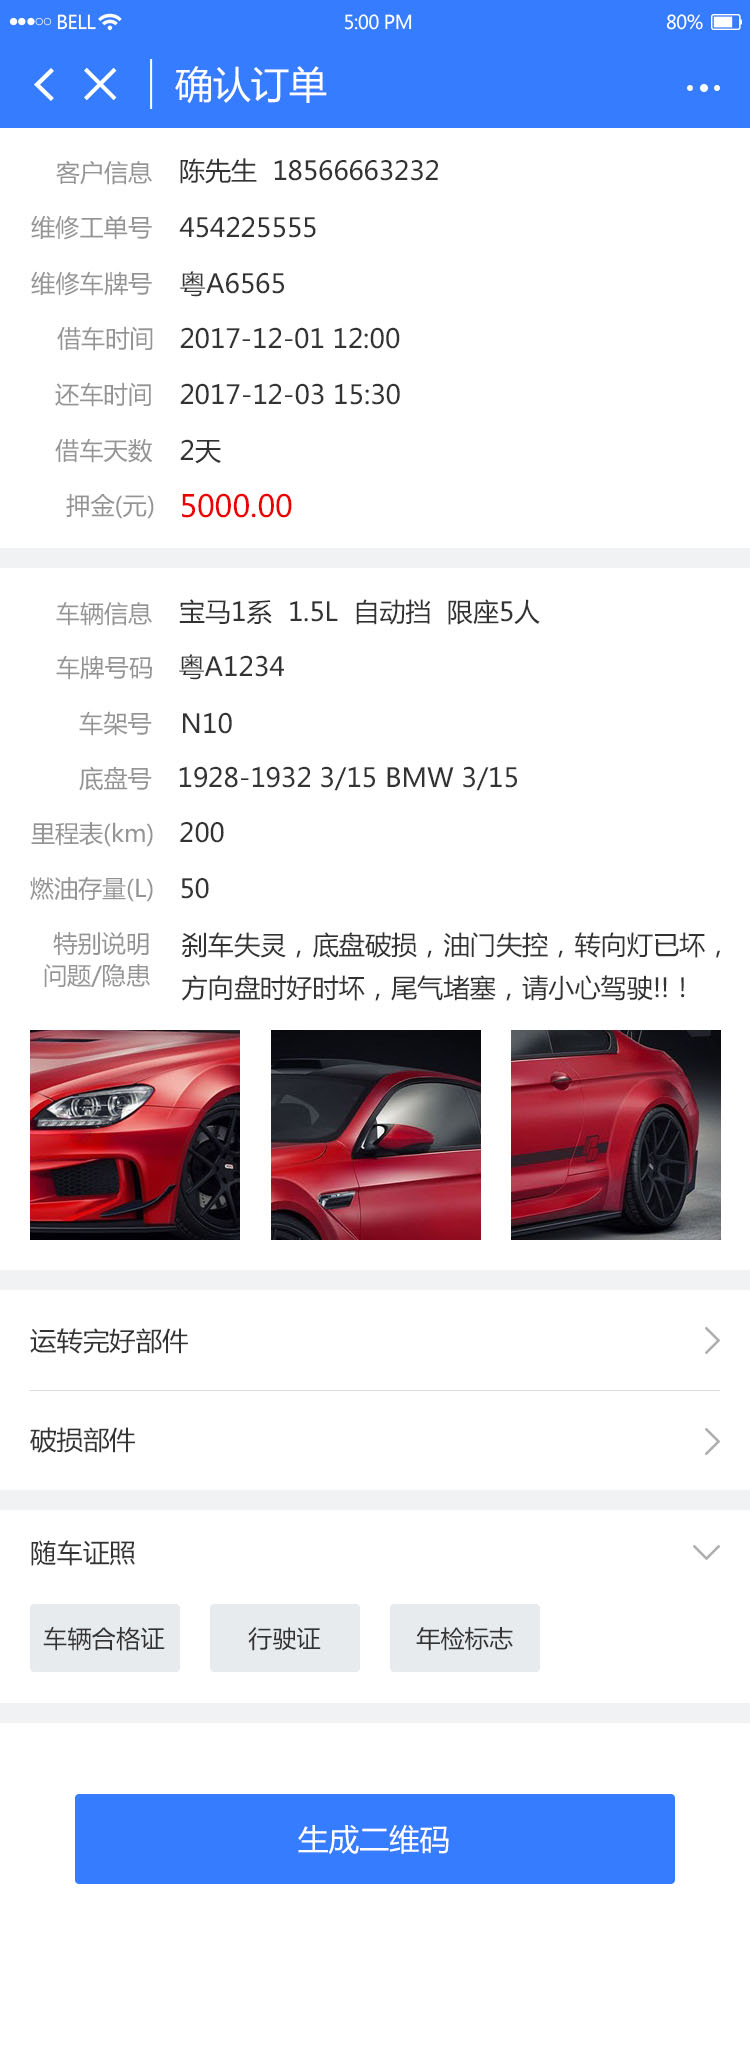 BELL 5:00 PM 80%
确认订单
客户信息 陈先生 18566663232
维修工单号 454225555
维修车牌号 粤A6565
借车时间 2017-12-01 12:00
还车时间 2017-12-03 15:30
借车天数 2天
押金(元) 5000.00
车辆信息 宝马1系 1.5L 自动挡 限座5人
车牌号码 粤A1234
车架号 N10
底盘号 1928-1932 3/15 BMW 3/15
里程表(km) 200
燃油存量(L) 50
特别说明
问题/隐患
刹车失灵，底盘破损，油门失控，转向灯已坏，
方向盘时好时坏，尾气堵塞，请小心驾驶!!！
运转完好部件
破损部件
随车证照
车辆合格证 行驶证 年检标志
生成二维码